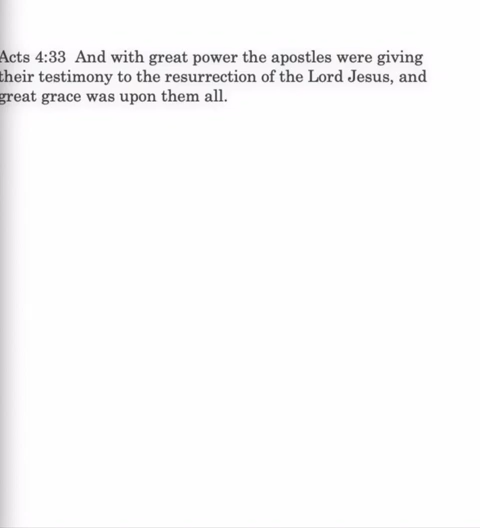 Acts 4:33 And with great power the apostles were giving
their testimony to the resurrection of the Lord Jesus, and
great grace was upon them all.